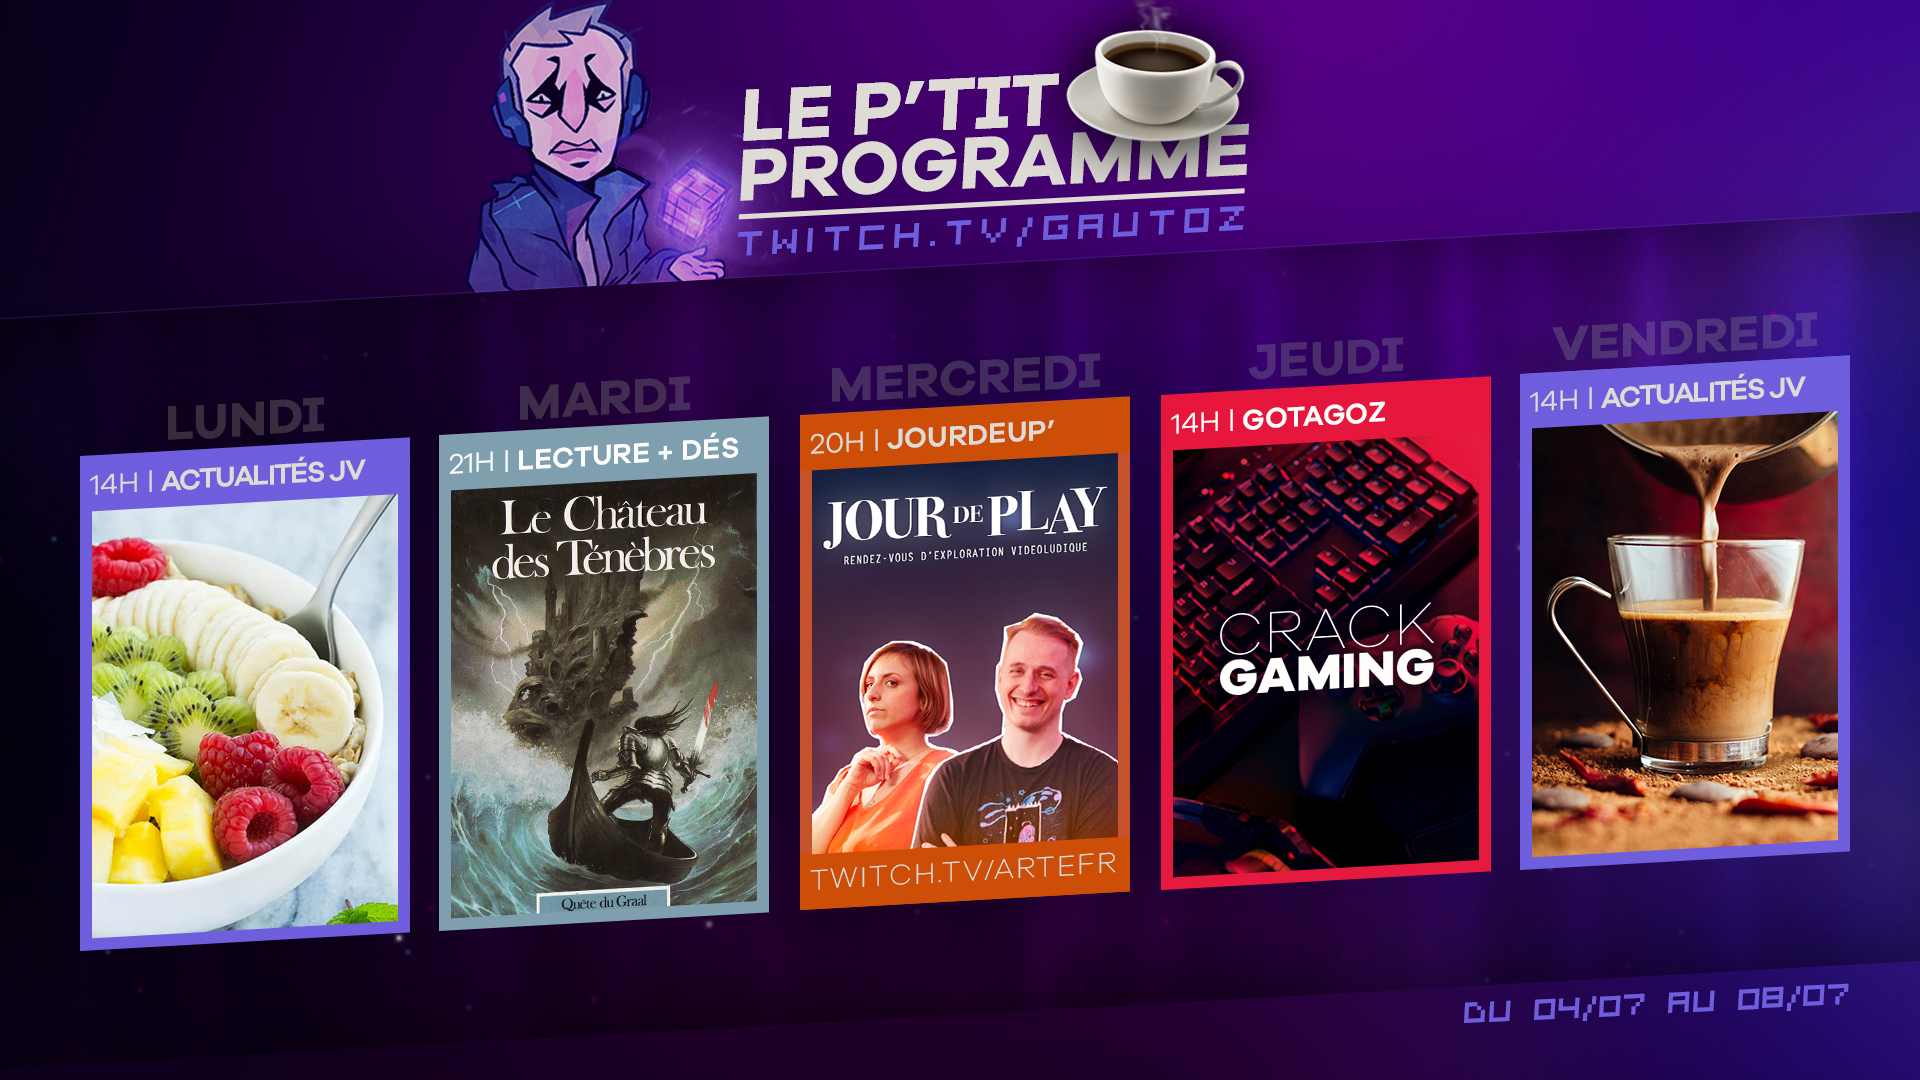 LE P'TIT
PROGRAMME
TWITCH.TV/GAUTOZ
LUNDI
14H | ACTUALITÉS JV
MARDI
21H | LECTURE + DÉS
Le Château
des Ténèbres
Quête du Graal
MERCREDI
20H | JOURDEUP'
JOUR DE PLAY
RENDEZ-VOUS D'EXPLORATION VIDEOLUDIQUE
TWITCH.TV/ARTEFR
JEUDI
14H | GOTAGOZ
CRACK
GAMING
VENDREDI
14H | ACTUALITÉS JV
DU 04/07 AU 08/07